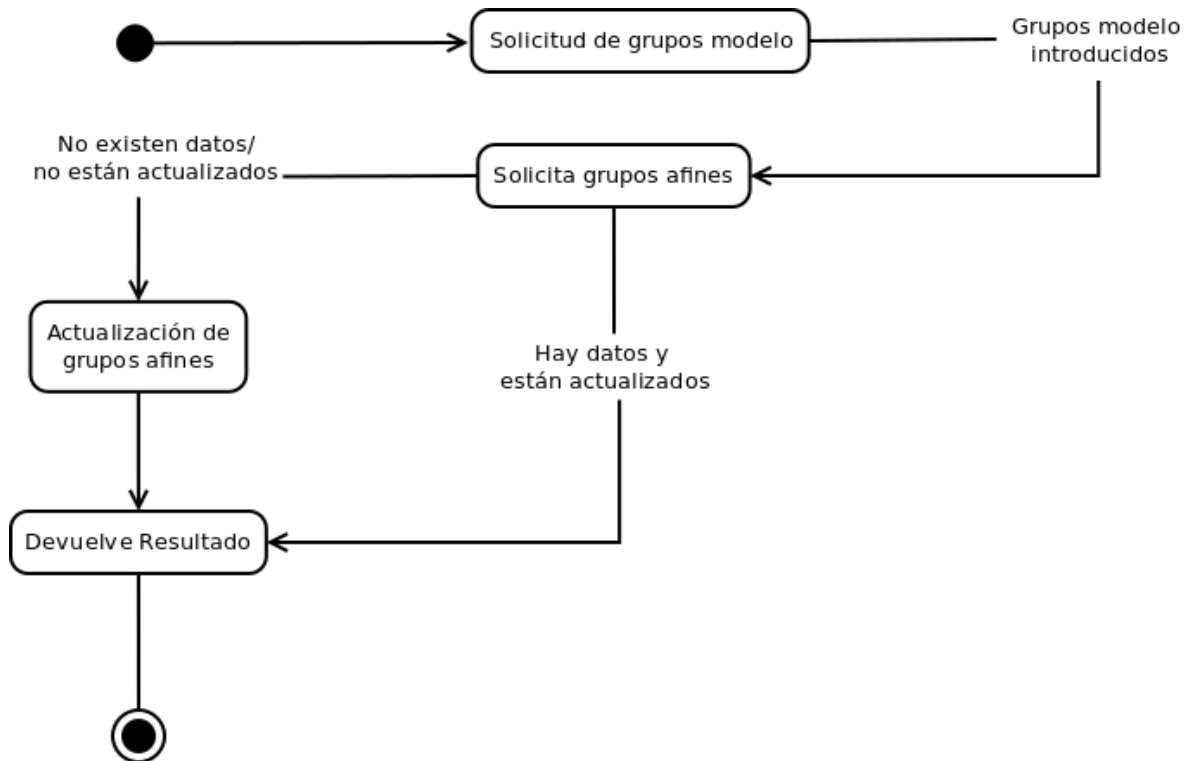 Solicitud de grupos modelo
Grupos modelo
introducidos
No existen datos/
no están actualizados
Solicita grupos afines
Actualización de
grupos afines
Hay datos y
están actualizados
Devuelve Resultado